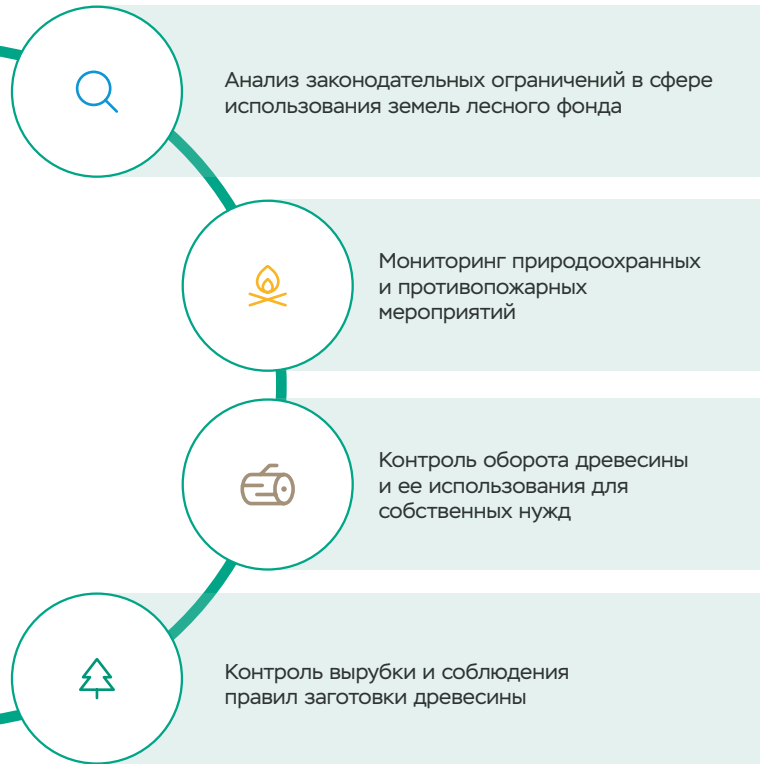 Анализ законодательных ограничений в сфере
использования земель лесного фонда
Мониторинг природоохранных
и противопожарных
мероприятий
Контроль оборота древесины
и ее использования для
собственных нужд
Контроль вырубки и соблюдения
правил заготовки древесины